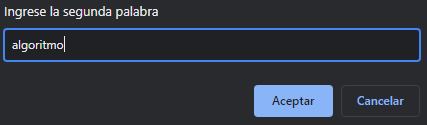 Ingrese la segunda palabra
algoritmo
Aceptar
Cancelar